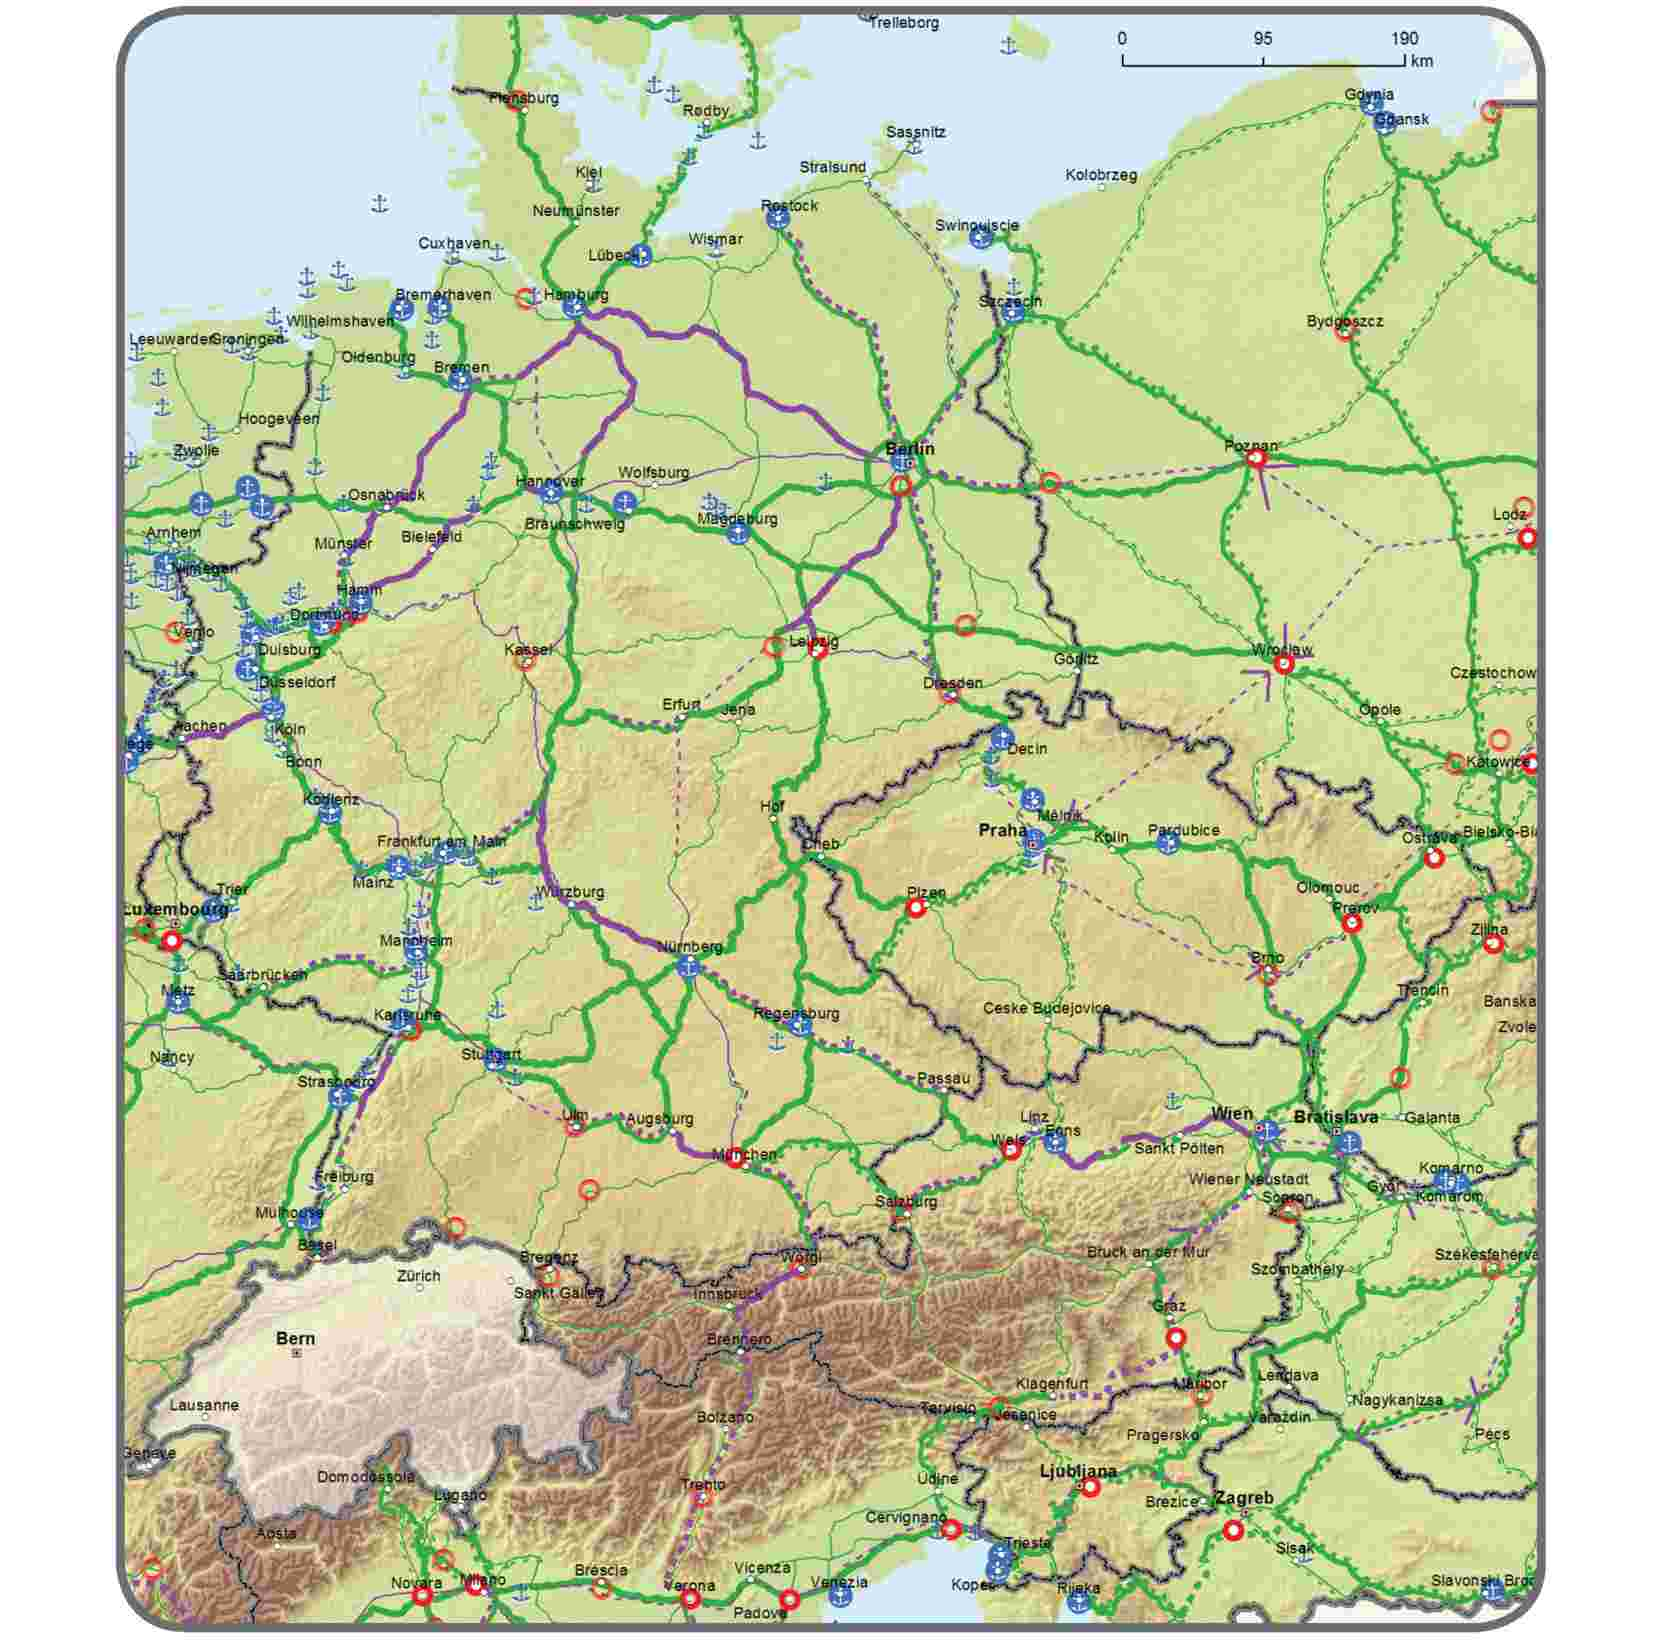 Trelleborg
0 95 190
km
Flensburg
Rødby
Gdynia
Gdansk
Sassnitz
Stralsund
Kolobrzeg
Kiel
Neumünster
Rostock
Swinoujscie
Cuxhaven
Lübeck
Wismar
Bremerhaven
Hamburg
Szczecin
Wilhelmshaven
Bydgoszcz
Leeuwarden
Groningen
Oldenburg
Bremen
Hoogeveen
Zwolle
Berlin
Poznan
Wolfsburg
Hannover
Osnabrück
Braunschweig
Magdeburg
Lodz
Arnhem
Münster
Bielefeld
Nijmegen
Hamm
Dortmund
Venlo
Duisburg
Kassel
Leipzig
Wroclaw
Görlitz
Düsseldorf
Dresden
Czestochow
Erfurt
Jena
Opole
Aachen
Köln
Decin
Bonn
Katowice
Koblenz
Hof
Melnik
Praha
Kolin
Pardubice
Ostrava
Bielsko-Bi
Frankfurt am Main
Cheb
Mainz
Trier
Würzburg
Plzen
Olomouc
Luxembourg
Prerov
Zilina
Mannheim
Nürnberg
Brno
Saarbrücken
Metz
Trencin
Karlsruhe
Regensburg
Ceske Budejovice
Banska
Zvole
Nancy
Stuttgart
Strasbourg
Passau
Ulm
Augsburg
Linz
Enns
Wien
Bratislava
Galanta
München
Wels
Sankt Pölten
Freiburg
Wiener Neustadt
Komarno
Györ
Komarom
Sopron
Salzburg
Mulhouse
Basel
Bregenz
Wörgl
Bruck an der Mur
Szekesfehérva
Zürich
Sankt Gallen
Innsbruck
Szombathely
Graz
Bern
Brennero
Klagenfurt
Maribor
Lendava
Lausanne
Bolzano
Tarvisio
Jesenice
Nagykanizsa
Varazdin
Pragersko
Pécs
Geneve
Domodossola
Trento
Udine
Ljubljana
Lugano
Brezice
Zagreb
Aosta
Cervignano
Trieste
Sisak
Novara
Milano
Brescia
Verona
Vicenza
Venezia
Koper
Rijeka
Slavonski Brod
Padova